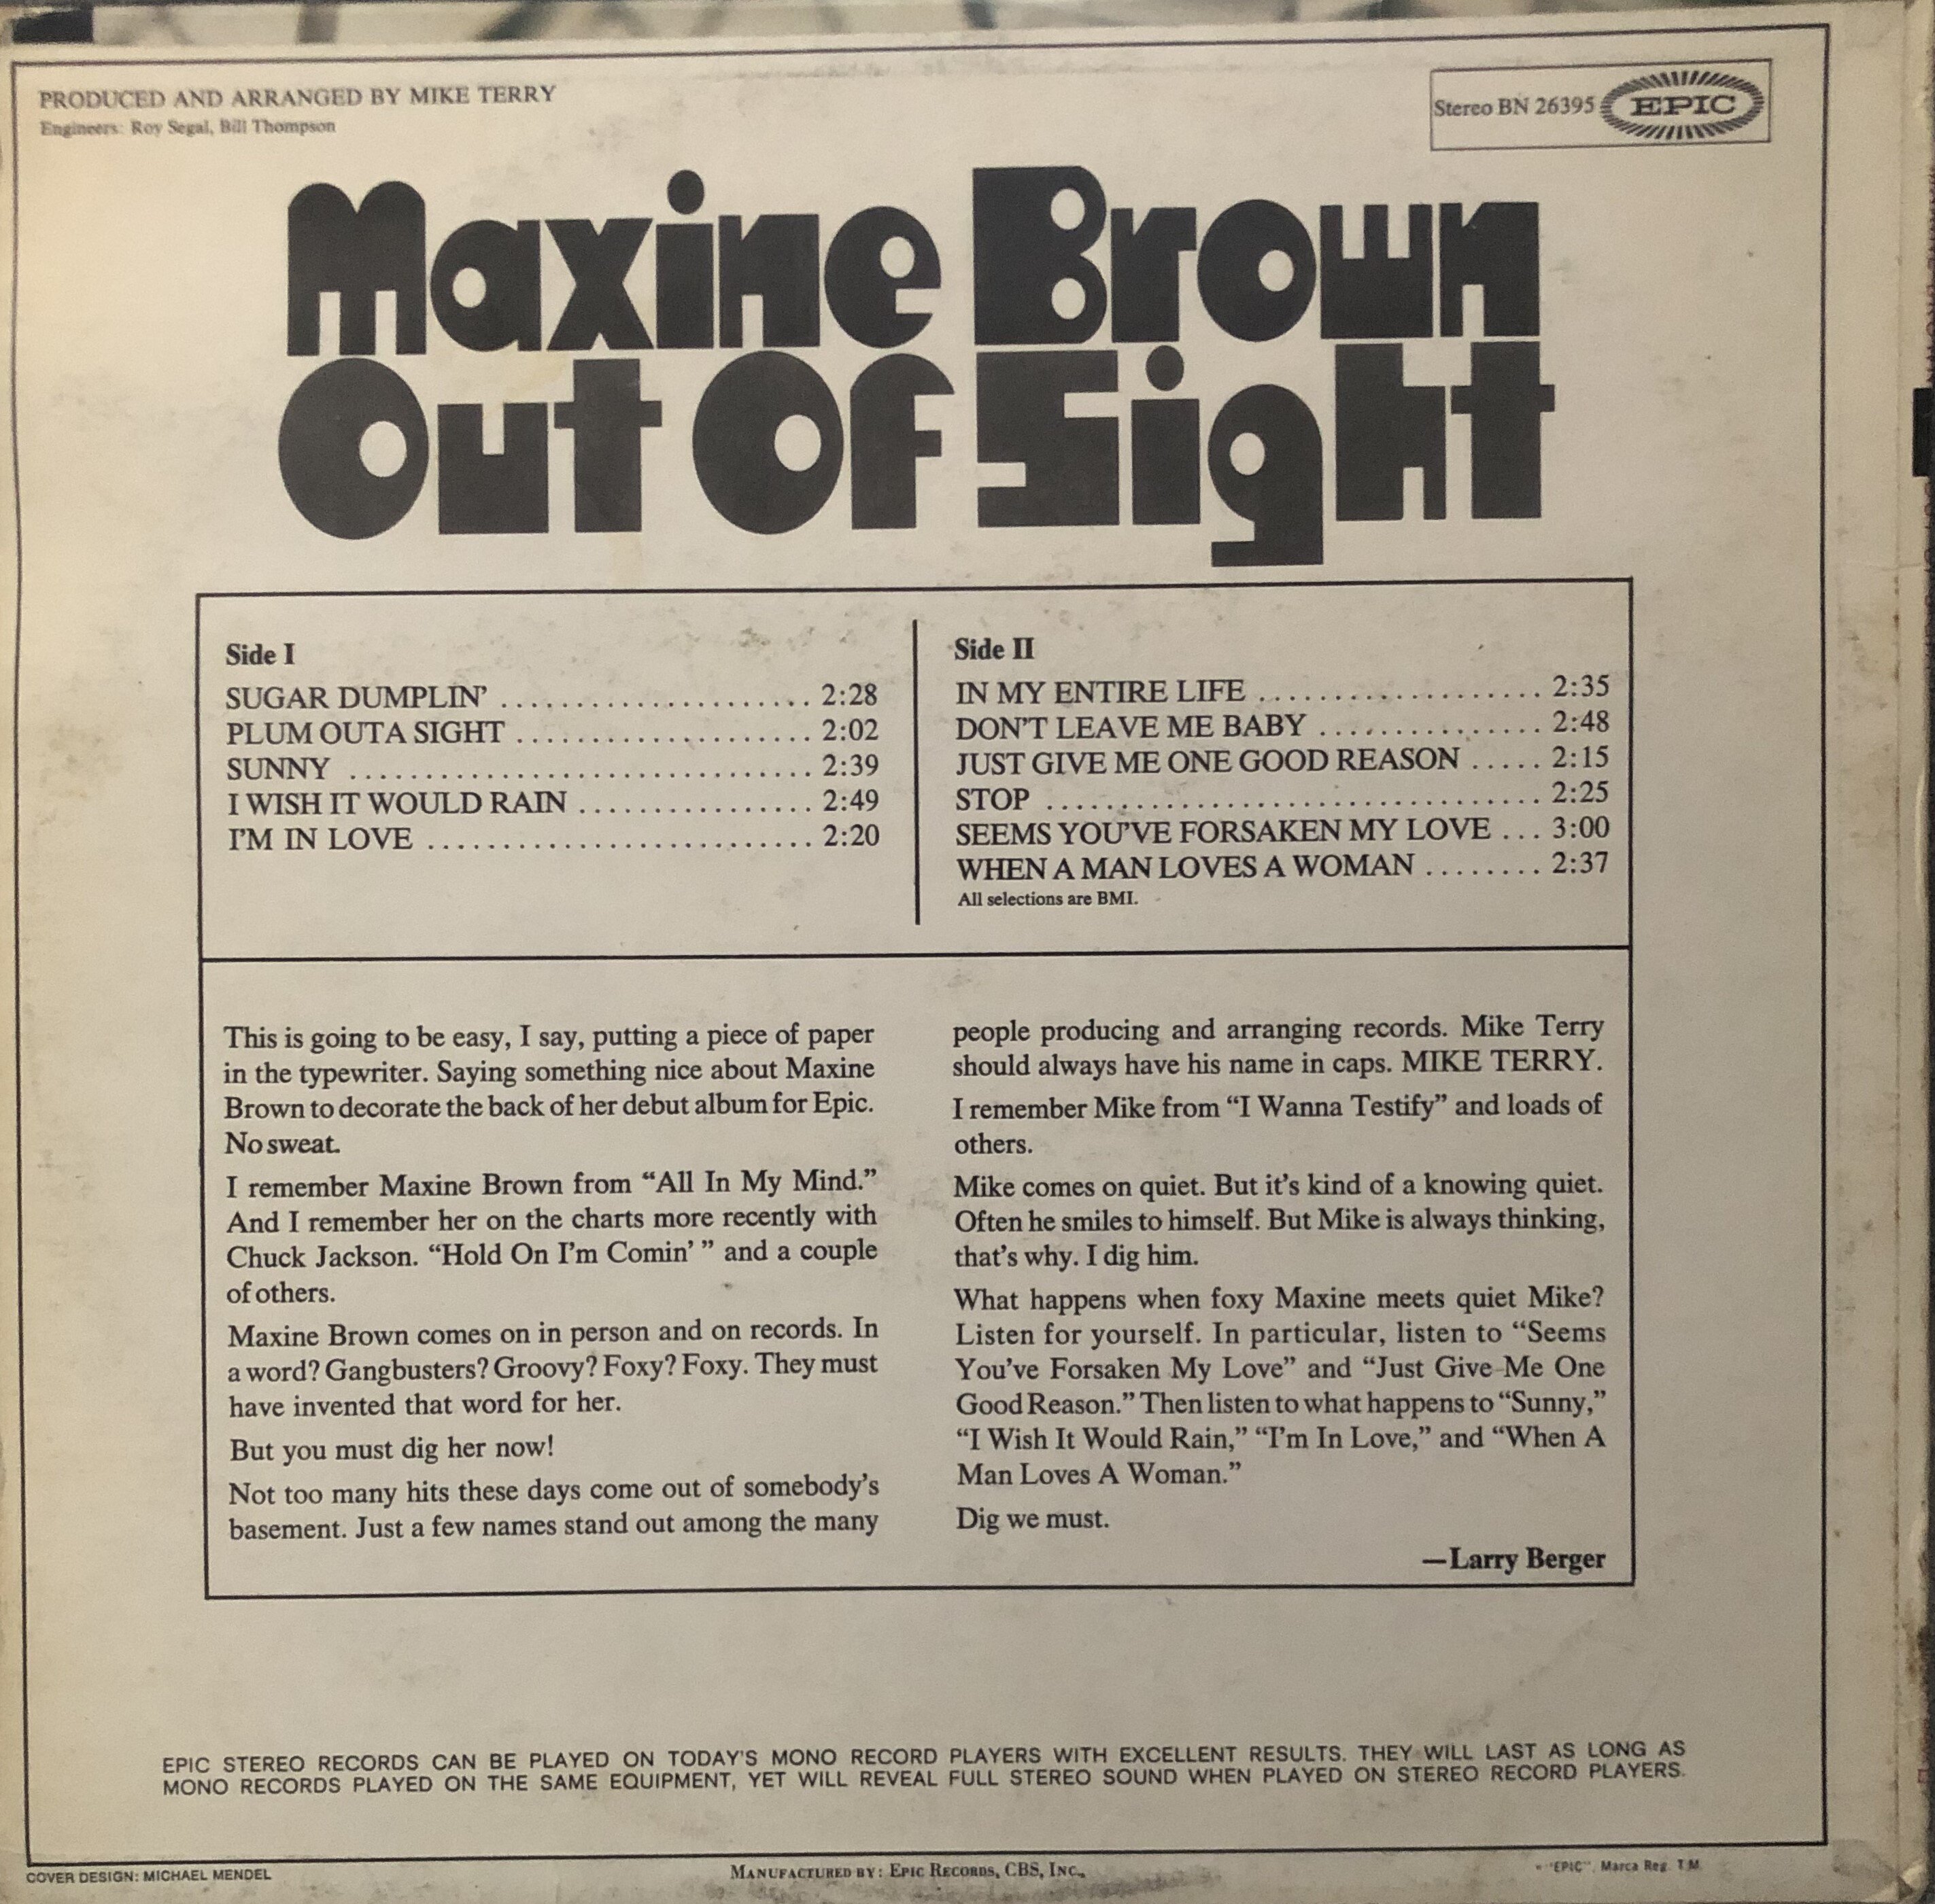 PRODUCED AND ARRANGED BY MIKE TERRY
Engineers: Roy Segal, Bill Thompson
Stereo BN 26395 EPIC
Maxine Brown
Out Of Sight
Side I
SUGAR DUMPLIN' ...................... 2:28
PLUM OUTA SIGHT ..................... 2:02
SUNNY ................................ 2:39
I WISH IT WOULD RAIN ................ 2:49
I'M IN LOVE ........................... 2:20
Side II
IN MY ENTIRE LIFE .................... 2:35
DON'T LEAVE ME BABY ................ 2:48
JUST GIVE ME ONE GOOD REASON ..... 2:15
STOP .................................. 2:25
SEEMS YOU'VE FORSAKEN MY LOVE ... 3:00
WHEN A MAN LOVES A WOMAN ........ 2:37
All selections are BMI.
This is going to be easy, I say, putting a piece of paper
in the typewriter. Saying something nice about Maxine
Brown to decorate the back of her debut album for Epic.
No sweat.
I remember Maxine Brown from “All In My Mind.”
And I remember her on the charts more recently with
Chuck Jackson. “Hold On I'm Comin' ” and a couple
of others.
Maxine Brown comes on in person and on records. In
a word? Gangbusters? Groovy? Foxy? Foxy. They must
have invented that word for her.
But you must dig her now!
Not too many hits these days come out of somebody's
basement. Just a few names stand out among the many
people producing and arranging records. Mike Terry
should always have his name in caps. MIKE TERRY.
I remember Mike from “I Wanna Testify” and loads of
others.
Mike comes on quiet. But it's kind of a knowing quiet.
Often he smiles to himself. But Mike is always thinking,
that's why. I dig him.
What happens when foxy Maxine meets quiet Mike?
Listen for yourself. In particular, listen to “Seems
You've Forsaken My Love” and “Just Give Me One
Good Reason.” Then listen to what happens to “Sunny,”
“I Wish It Would Rain,” “I'm In Love,” and “When A
Man Loves A Woman.”
Dig we must.
—Larry Berger
EPIC STEREO RECORDS CAN BE PLAYED ON TODAY'S MONO RECORD PLAYERS WITH EXCELLENT RESULTS. THEY WILL LAST AS LONG AS
MONO RECORDS PLAYED ON THE SAME EQUIPMENT, YET WILL REVEAL FULL STEREO SOUND WHEN PLAYED ON STEREO RECORD PLAYERS.
COVER DESIGN: MICHAEL MENDEL
MANUFACTURED BY: EPIC RECORDS, CBS, INC.,
"EPIC", Marca Reg. T.M.